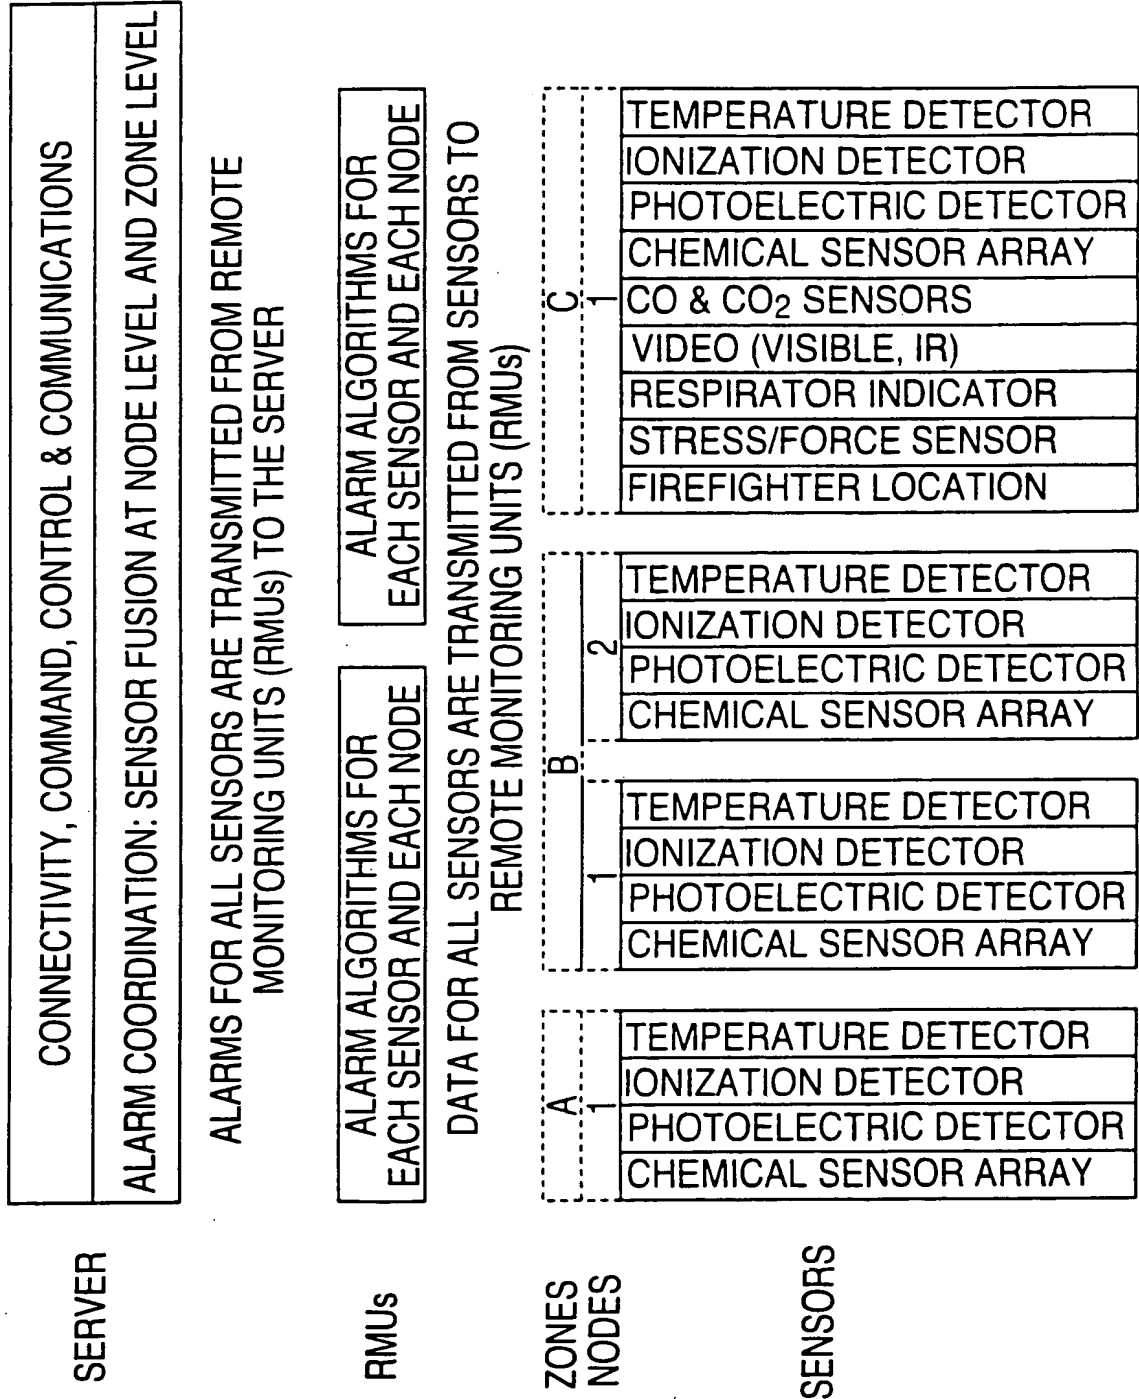 SERVER
CONNECTIVITY, COMMAND, CONTROL & COMMUNICATIONS
ALARM COORDINATION: SENSOR FUSION AT NODE LEVEL AND ZONE LEVEL
ALARMS FOR ALL SENSORS ARE TRANSMITTED FROM REMOTE
MONITORING UNITS (RMUs) TO THE SERVER
RMUs
ALARM ALGORITHMS FOR
EACH SENSOR AND EACH NODE
ALARM ALGORITHMS FOR
EACH SENSOR AND EACH NODE
DATA FOR ALL SENSORS ARE TRANSMITTED FROM SENSORS TO
REMOTE MONITORING UNITS (RMUs)
ZONES
NODES
SENSORS
A
1
CHEMICAL SENSOR ARRAY
PHOTOELECTRIC DETECTOR
IONIZATION DETECTOR
TEMPERATURE DETECTOR
B
1
CHEMICAL SENSOR ARRAY
PHOTOELECTRIC DETECTOR
IONIZATION DETECTOR
TEMPERATURE DETECTOR
2
CHEMICAL SENSOR ARRAY
PHOTOELECTRIC DETECTOR
IONIZATION DETECTOR
TEMPERATURE DETECTOR
C
1
FIREFIGHTER LOCATION
STRESS/FORCE SENSOR
RESPIRATOR INDICATOR
VIDEO (VISIBLE, IR)
CO & CO2 SENSORS
CHEMICAL SENSOR ARRAY
PHOTOELECTRIC DETECTOR
IONIZATION DETECTOR
TEMPERATURE DETECTOR